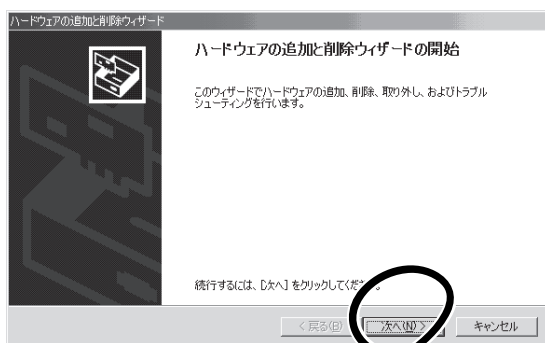 ハードウェアの追加と削除ウィザード
ハードウェアの追加と削除ウィザードの開始
このウィザードでハードウェアの追加、削除、取り外し、およびトラブル
シューティングを行います。
続行するには、[次へ] をクリックしてくだ
< 戻る(B)
次へ(N) >
キャンセル